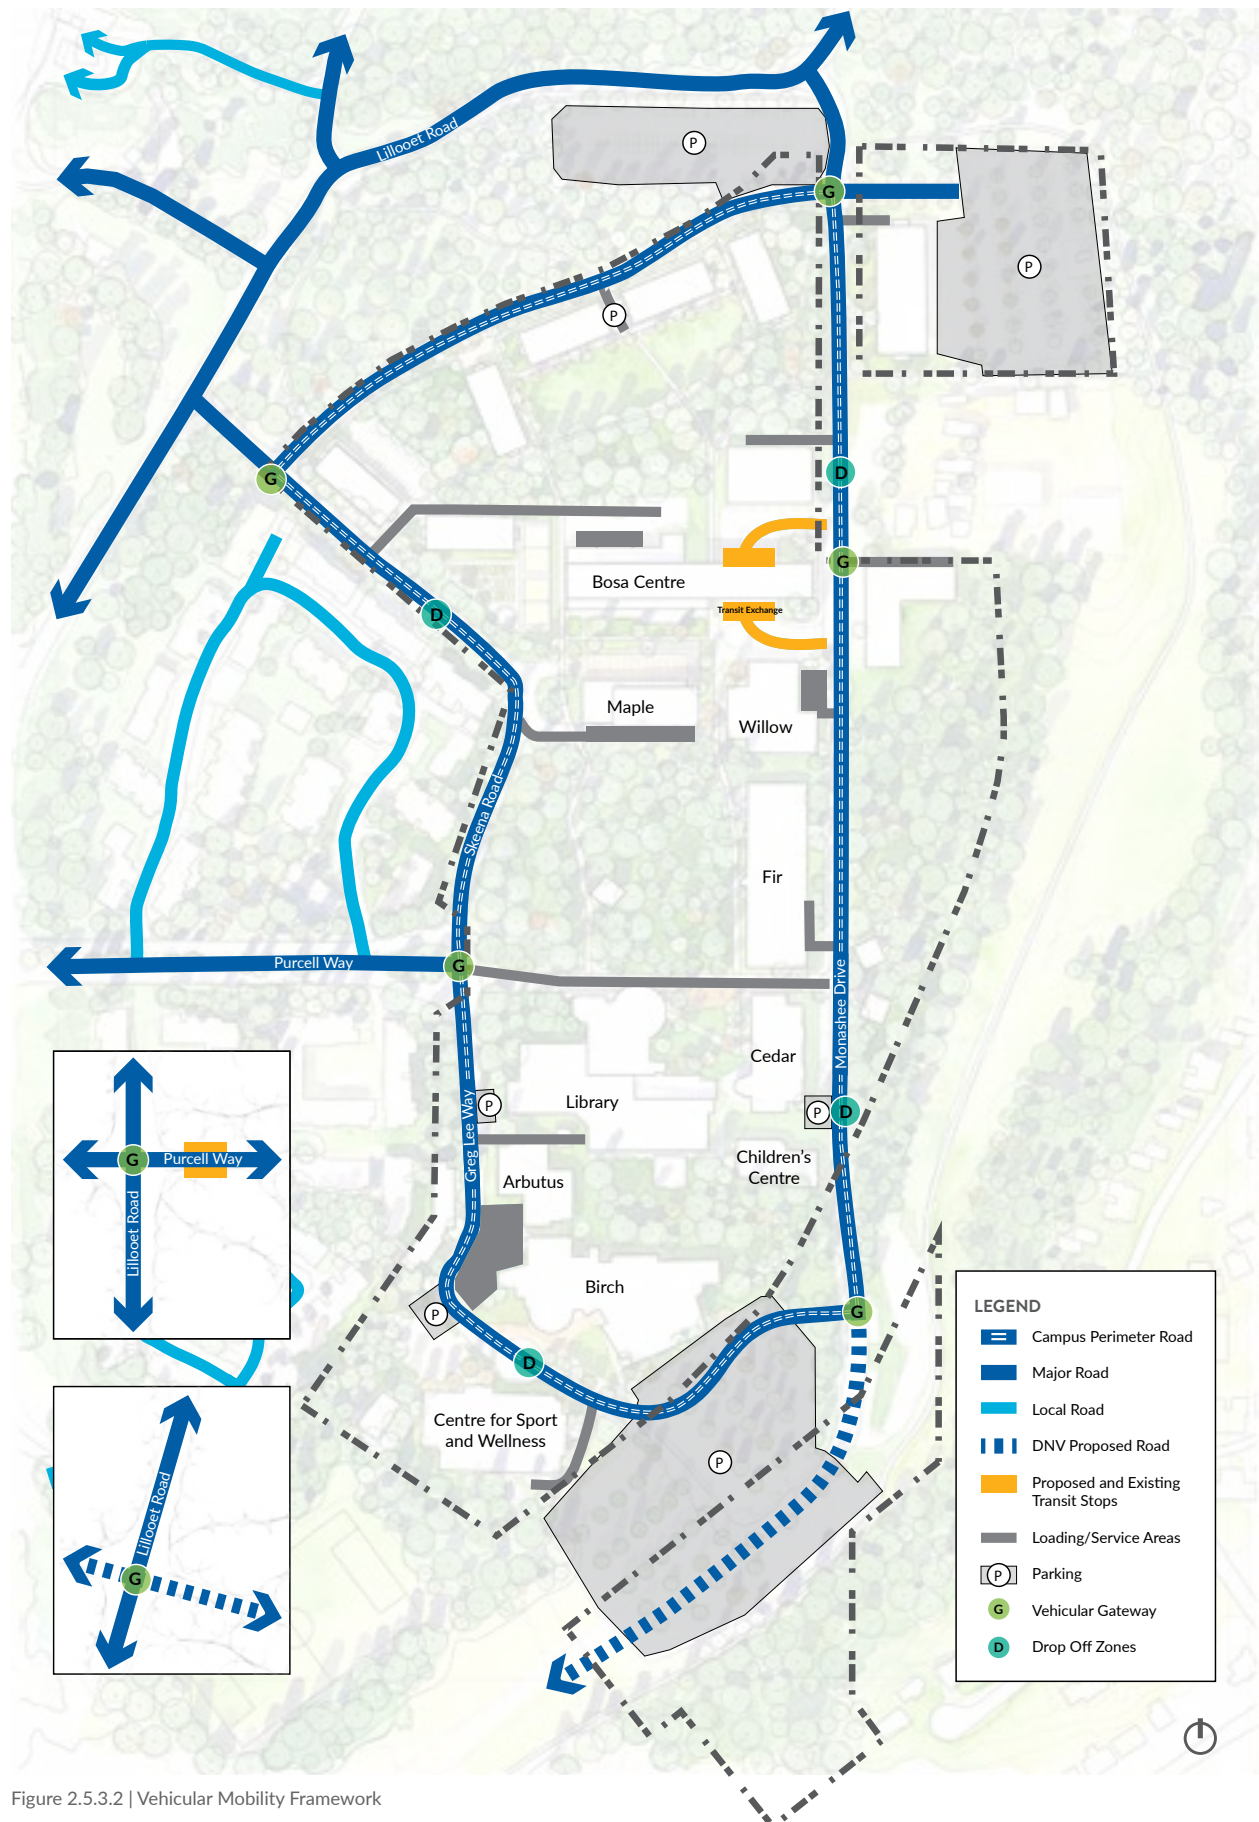 Lillooet Road
P
G
P
P
G
D
G
D
Bosa Centre
Transit Exchange
Maple
Willow
Skeena Road
Fir
Purcell Way
G
Monashee Drive
Cedar
Library
P
P
D
Greg Lee Way
Children's
Centre
Arbutus
Birch
P
G
D
Centre for Sport
and Wellness
P
G
Purcell Way
Lillooet Road
Lillooet Road
G
LEGEND
Campus Perimeter Road
Major Road
Local Road
DNV Proposed Road
Proposed and Existing
Transit Stops
Loading/Service Areas
P Parking
G Vehicular Gateway
D Drop Off Zones
Figure 2.5.3.2 | Vehicular Mobility Framework